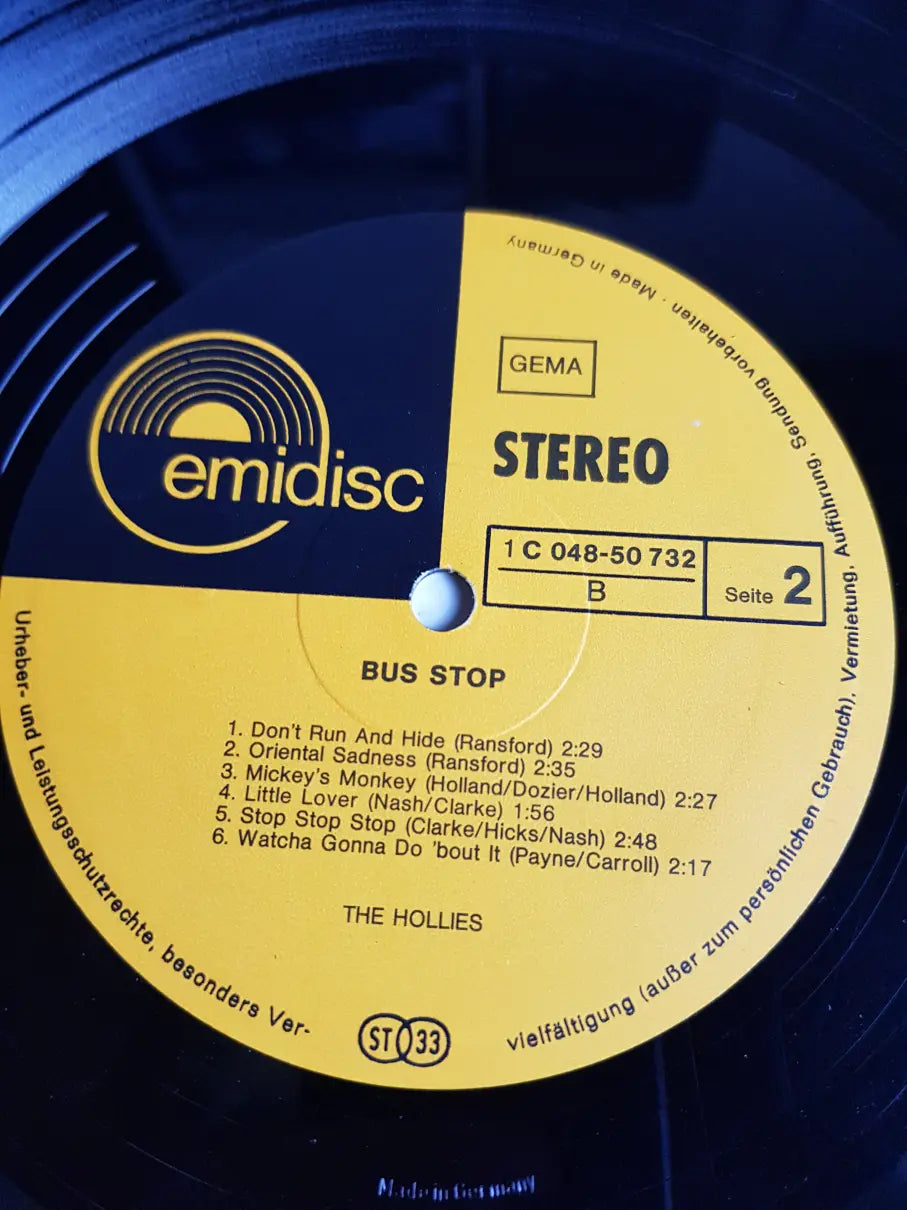 emidisc
GEMA
STEREO
1 C 048-50 732
B
Seite 2
BUS STOP
1. Don't Run And Hide (Ransford) 2:29
2. Oriental Sadness (Ransford) 2:35
3. Mickey's Monkey (Holland/Dozier/Holland) 2:27
4. Little Lover (Nash/Clarke) 1:56
5. Stop Stop Stop (Clarke/Hicks/Nash) 2:48
6. Watcha Gonna Do 'bout It (Payne/Carroll) 2:17
THE HOLLIES
ST 33
Urheber- und Leistungsschutzrechte, besonders Ver-
vielfältigung (außer zum persönlichen Gebrauch), Vermietung, Aufführung, Sendung vorbehalten · Made in Germany
Made in Germany